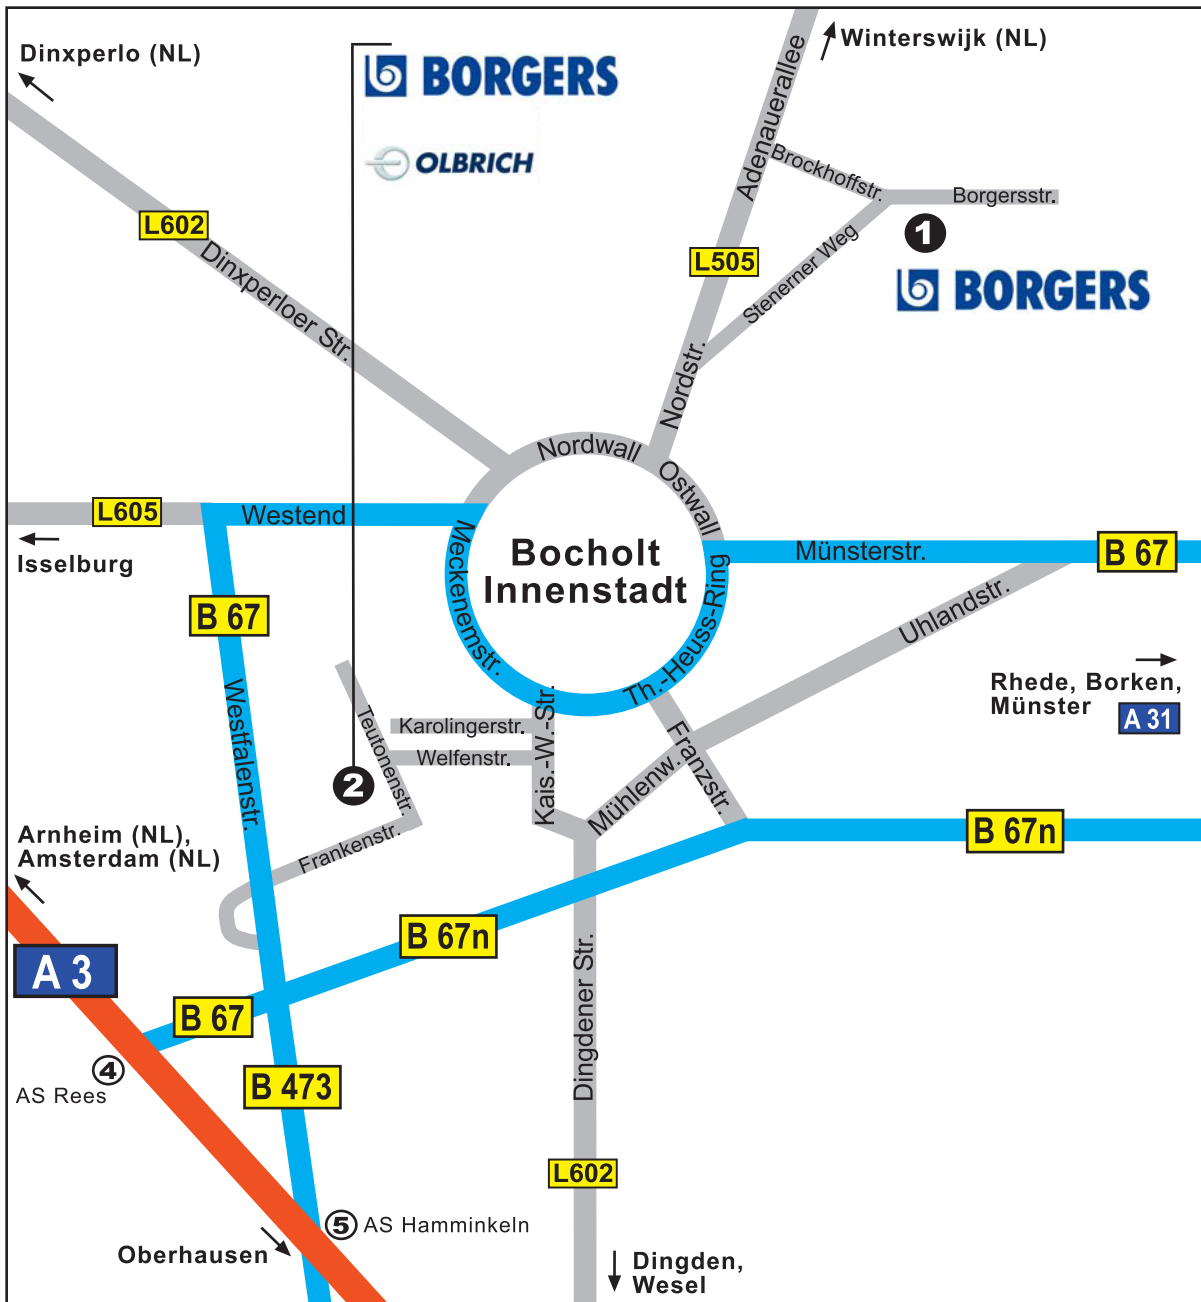 Dinxperlo (NL)
BORGERS
OLBRICH
Winterswijk (NL)
Adenauerallee
Brockhoffstr.
Borgersstr.
1
BORGERS
Stenerner Weg
L505
Nordstr.
L602
Dinxperloer Str.
Nordwall
Ostwall
L605
Westend
Isselburg
Meckenemstr.
Bocholt
Innenstadt
Th.-Heuss-Ring
Münsterstr.
B 67
B 67
Uhlandstr.
Rhede, Borken,
Münster
A 31
Westfalenstr.
Teutonenstr.
Karolingerstr.
Welfenstr.
Kais.-W.-Str.
Mühlenw.
Franzstr.
2
Frankenstr.
Arnheim (NL),
Amsterdam (NL)
B 67n
B 67n
A 3
B 67
Dingdener Str.
4
AS Rees
B 473
L602
5 AS Hamminkeln
Oberhausen
Dingden,
Wesel